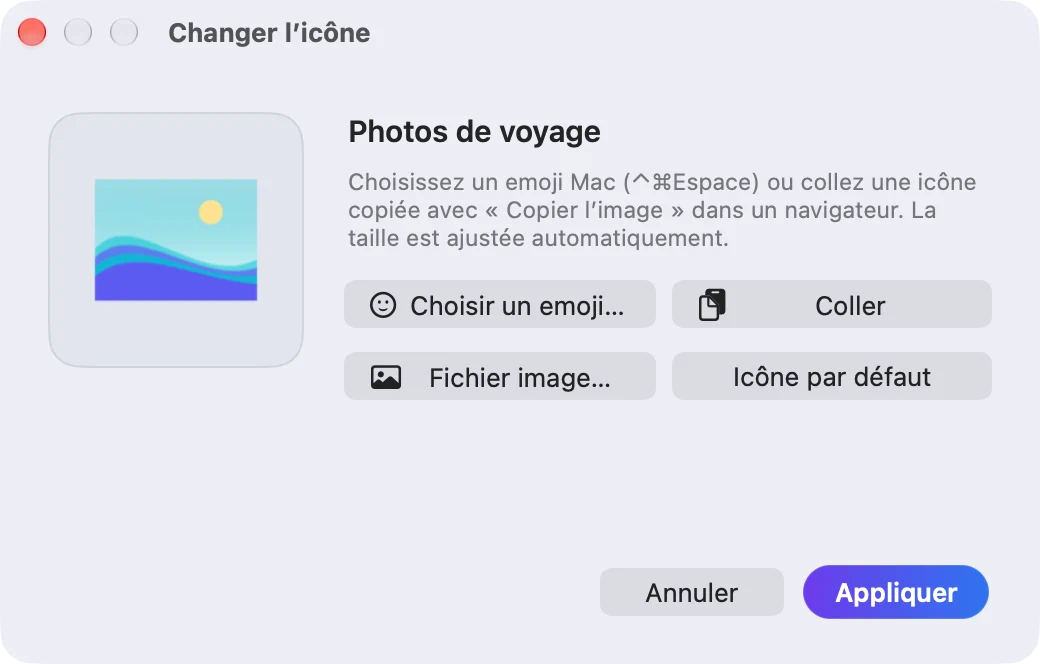 Changer l’icône
Photos de voyage
Choisissez un emoji Mac (⌃⌘Espace) ou collez une icône
copiée avec « Copier l’image » dans un navigateur. La
taille est ajustée automatiquement.
Choisir un emoji...
Coller
Fichier image...
Icône par défaut
Annuler
Appliquer